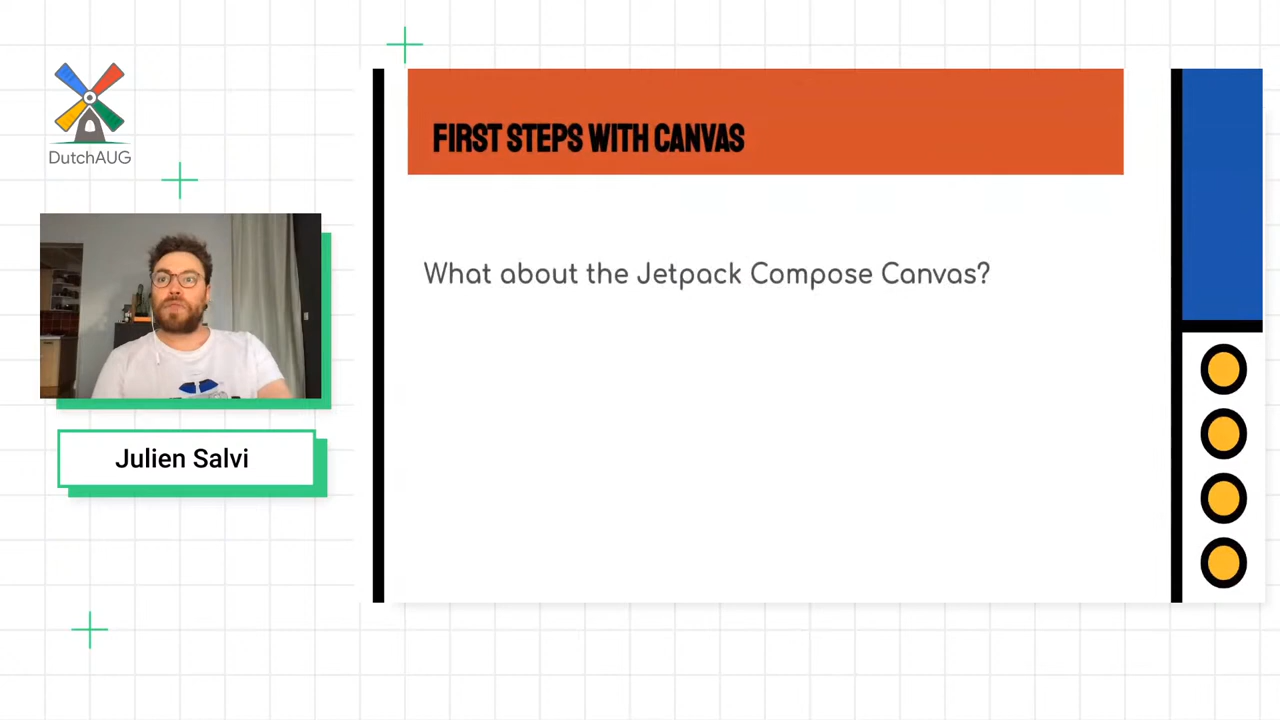 DutchAUG
Julien Salvi
FIRST STEPS WITH CANVAS
What about the Jetpack Compose Canvas?